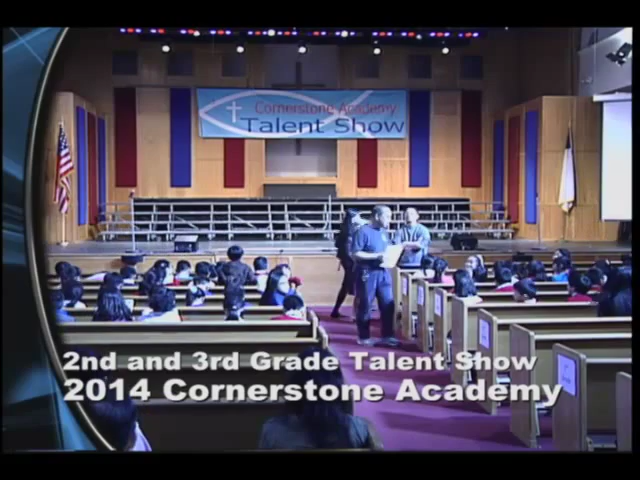 Cornerstone Academy
Talent Show
2nd and 3rd Grade Talent Show
2014 Cornerstone Academy